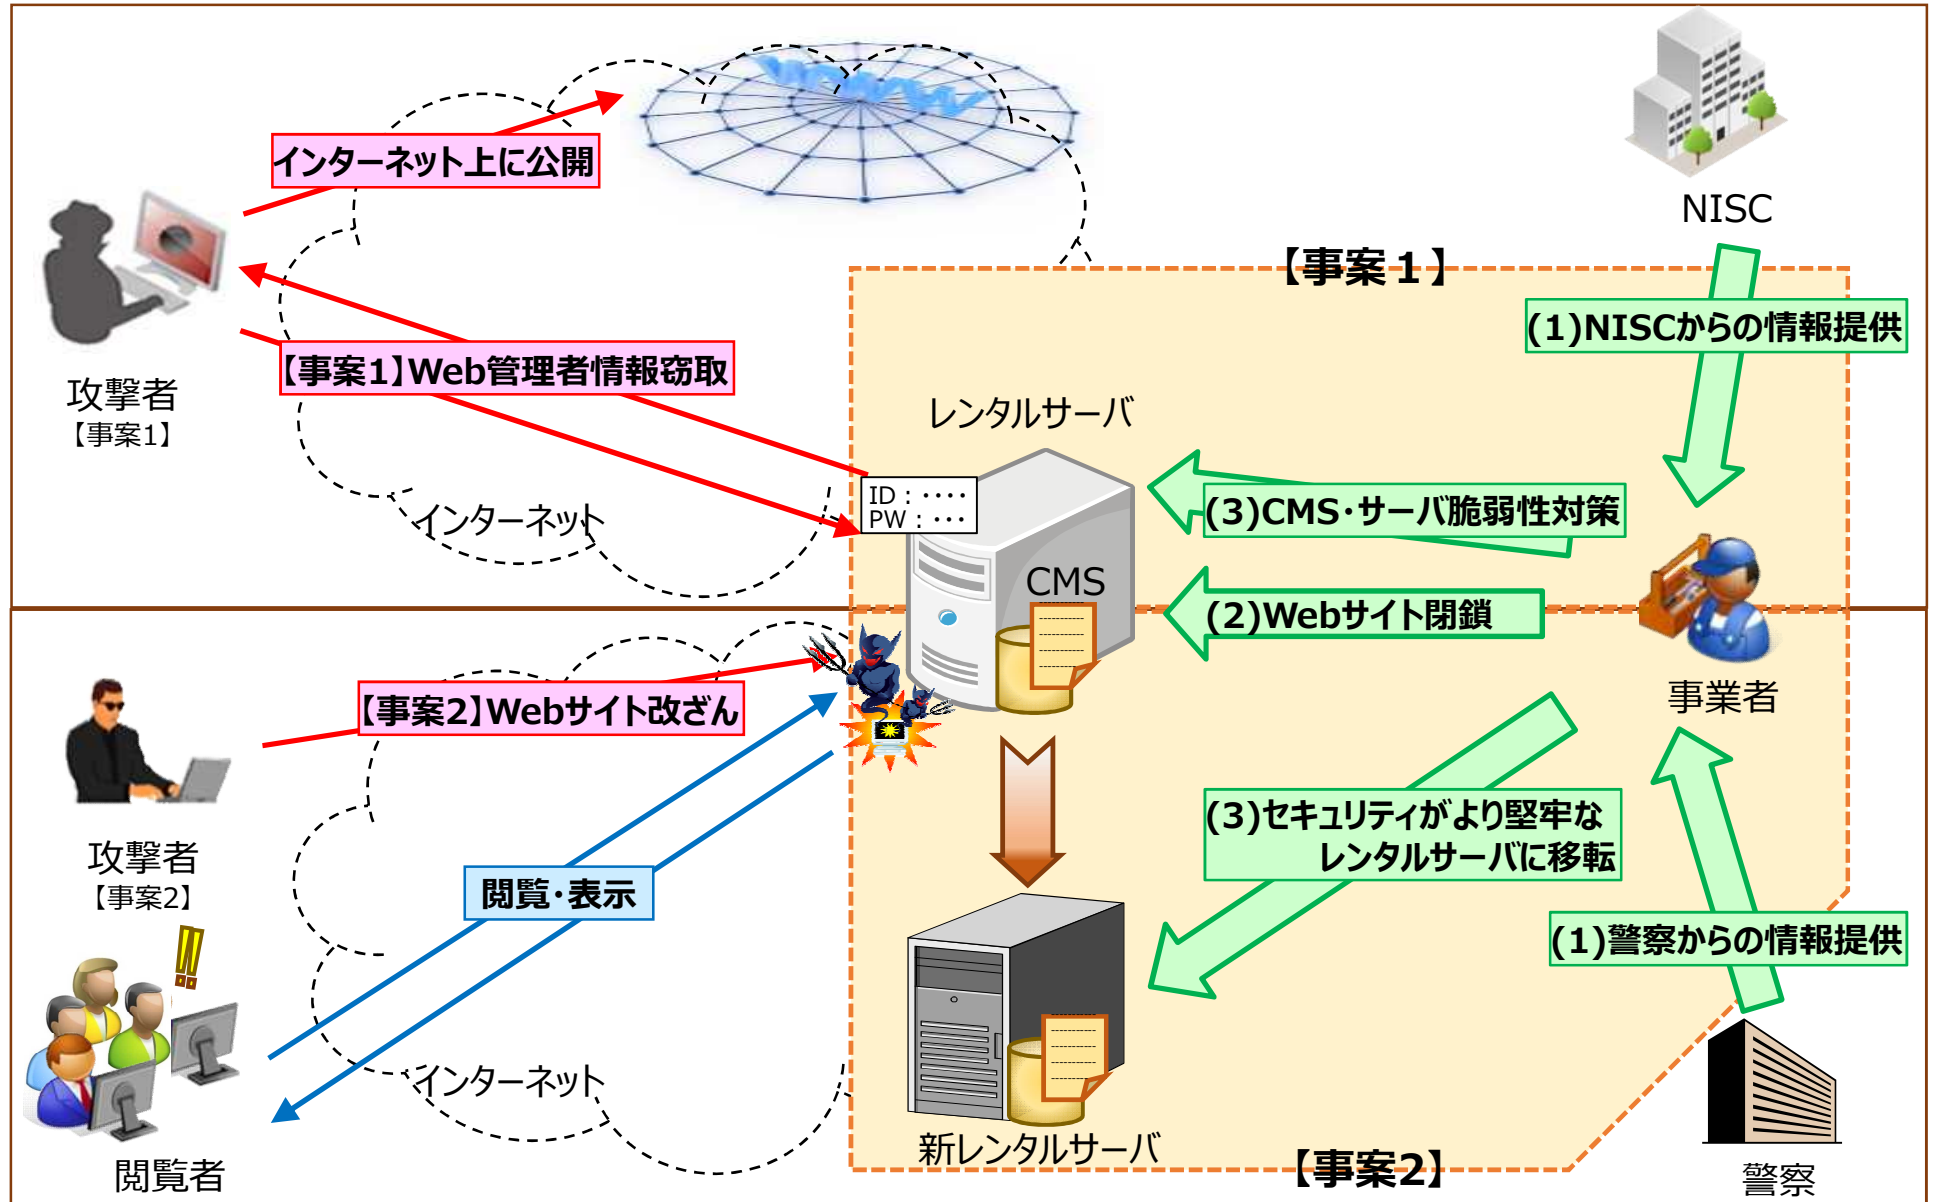 インターネット上に公開
NISC
【事案１】
(1)NISCからの情報提供
【事案1】Web管理者情報窃取
攻撃者
【事案1】
レンタルサーバ
ID：････
PW：･･･
インターネット
(3)CMS・サーバ脆弱性対策
CMS
(2)Webサイト閉鎖
事業者
【事案2】Webサイト改ざん
攻撃者
【事案2】
(3)セキュリティがより堅牢な
レンタルサーバに移転
閲覧・表示
(1)警察からの情報提供
!!
インターネット
新レンタルサーバ
【事案2】
閲覧者
警察